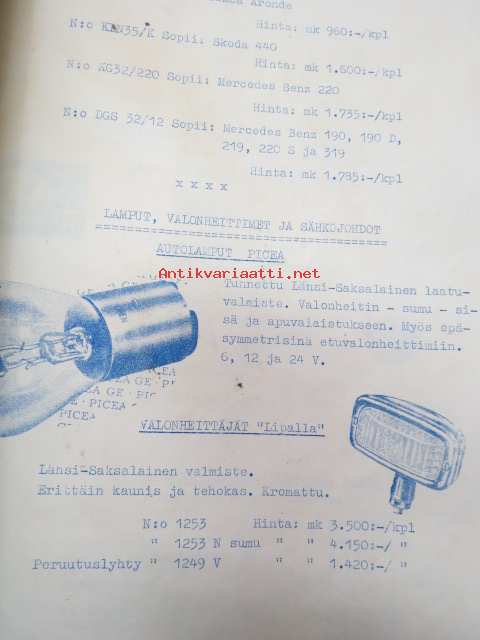 Aronde
Hinta: mk 960:-/kpl
N:o KLN35/K Sopii: Skoda 440
Hinta: mk 1.600:-/kpl
N:o KG32/220 Sopii: Mercedes Benz 220
Hinta: mk 1.735:-/kpl
N:o DGS 32/12 Sopii: Mercedes Benz 190, 190 D,
219, 220 S ja 319
Hinta: mk 1.785:-/kpl
x x x x
LAMPUT, VALONHEITTIMET JA SÄHKÖJOHDOT
AUTOLAMPUT PICEA
Antikvariaatti.net
Tunnettu Länsi-Saksalainen laatu-
valmiste. Valonheitin - sumu - si-
sä ja apuvalaistukseen. Myös epä-
symmetrisinä etuvalonheittimiin.
6, 12 ja 24 V.
GE · PICEA
PICEA
VALONHEITTÄJÄT "Lipalla"
Länsi-Saksalainen valmiste.
Erittäin kaunis ja tehokas. Kromattu.
N:o 1253 Hinta: mk 3.500:-/kpl
" 1253 N sumu " " 4.150:-/ "
Peruutuslyhty " 1249 V " " 1.420:-/ "